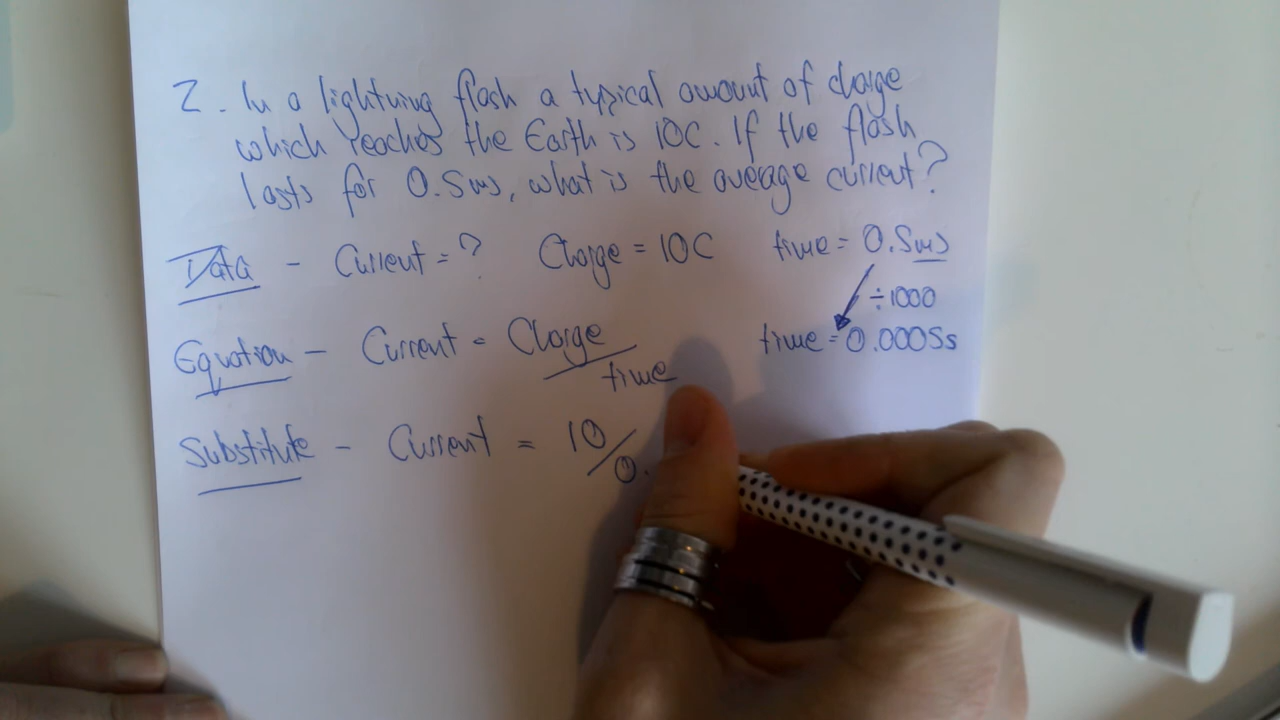 2. In a lightning flash a typical amount of charge
which reaches the Earth is 10C. If the flash
lasts for 0.5ms, what is the average current?
Data - Current = ? Charge = 10C time = 0.5ms
÷1000
time = 0.0005s
Equation - Current = Charge
time
Substitute - Current = 10/0.